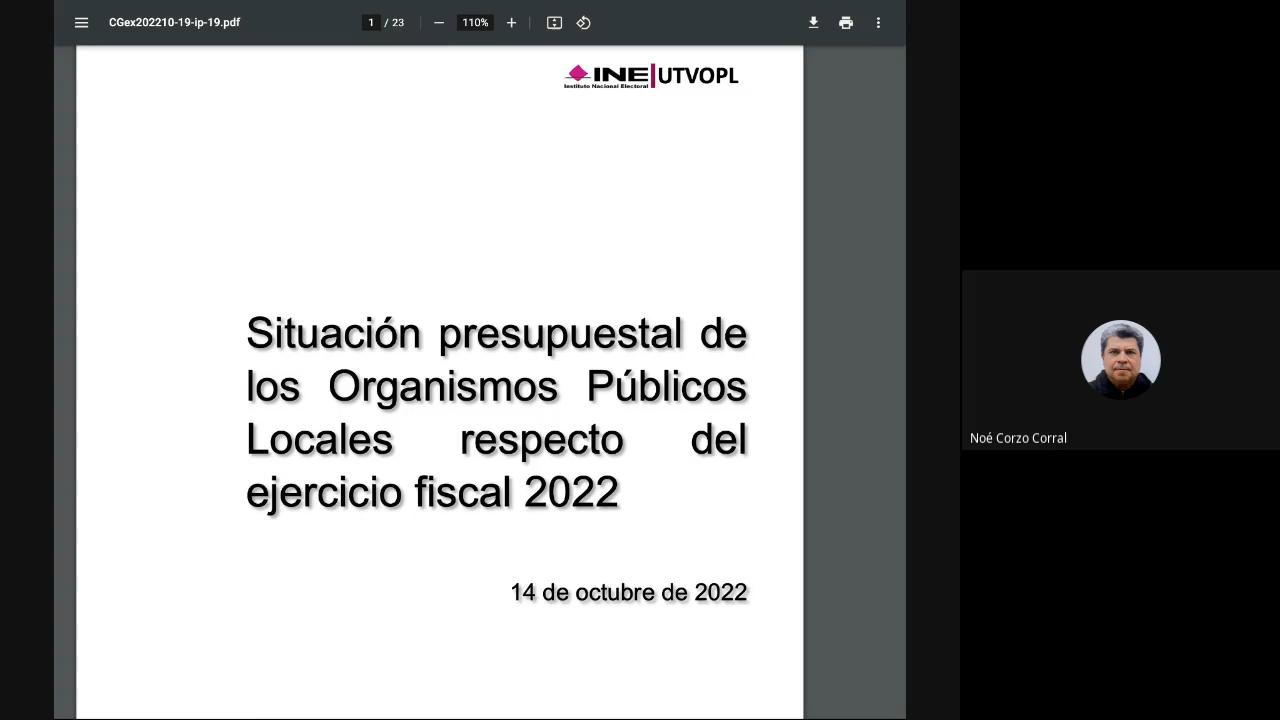 CGex202210-19-ip-19.pdf
1 / 23
110%
INE UTVOPL
Instituto Nacional Electoral
Situación presupuestal de
los Organismos Públicos
Locales respecto del
ejercicio fiscal 2022
14 de octubre de 2022
Noé Corzo Corral